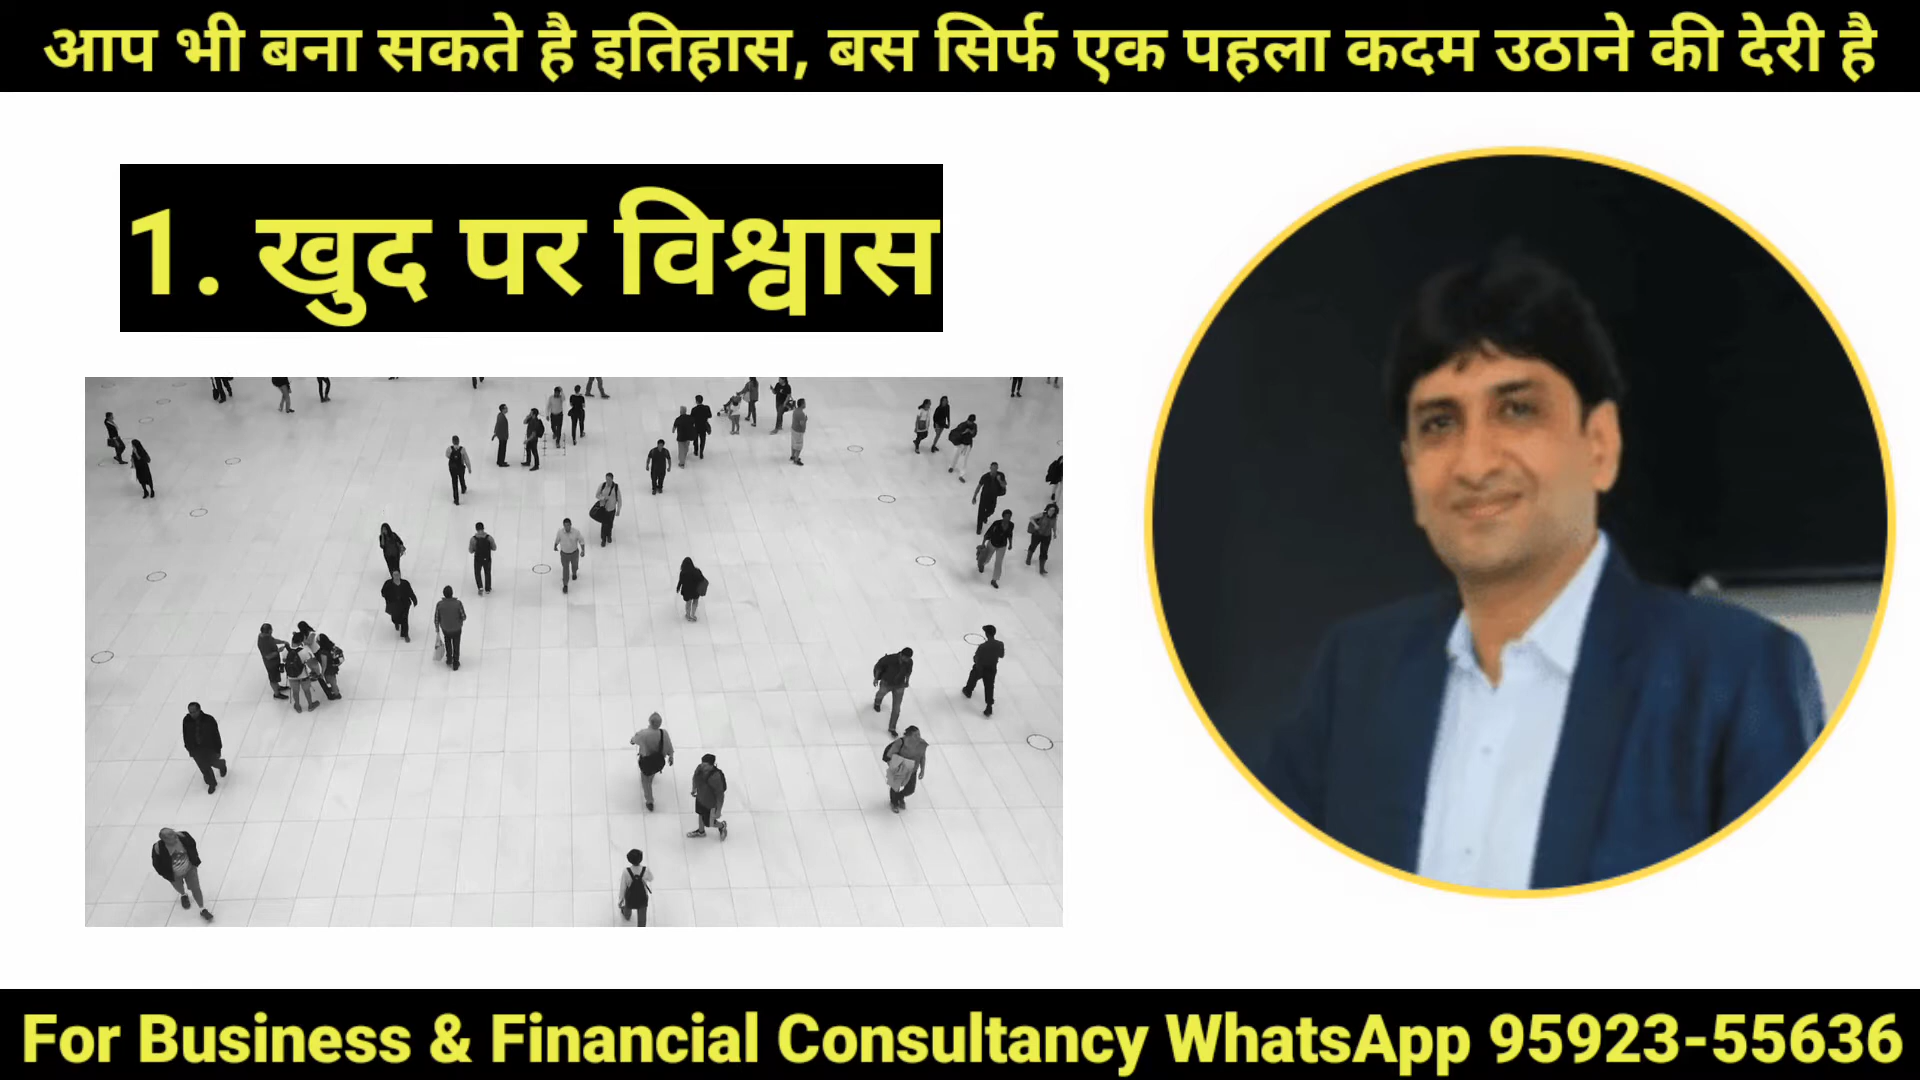 आप भी बना सकते है इतिहास, बस सिर्फ एक पहला कदम उठाने की देरी है
1. खुद पर विश्वास
For Business & Financial Consultancy WhatsApp 95923-55636